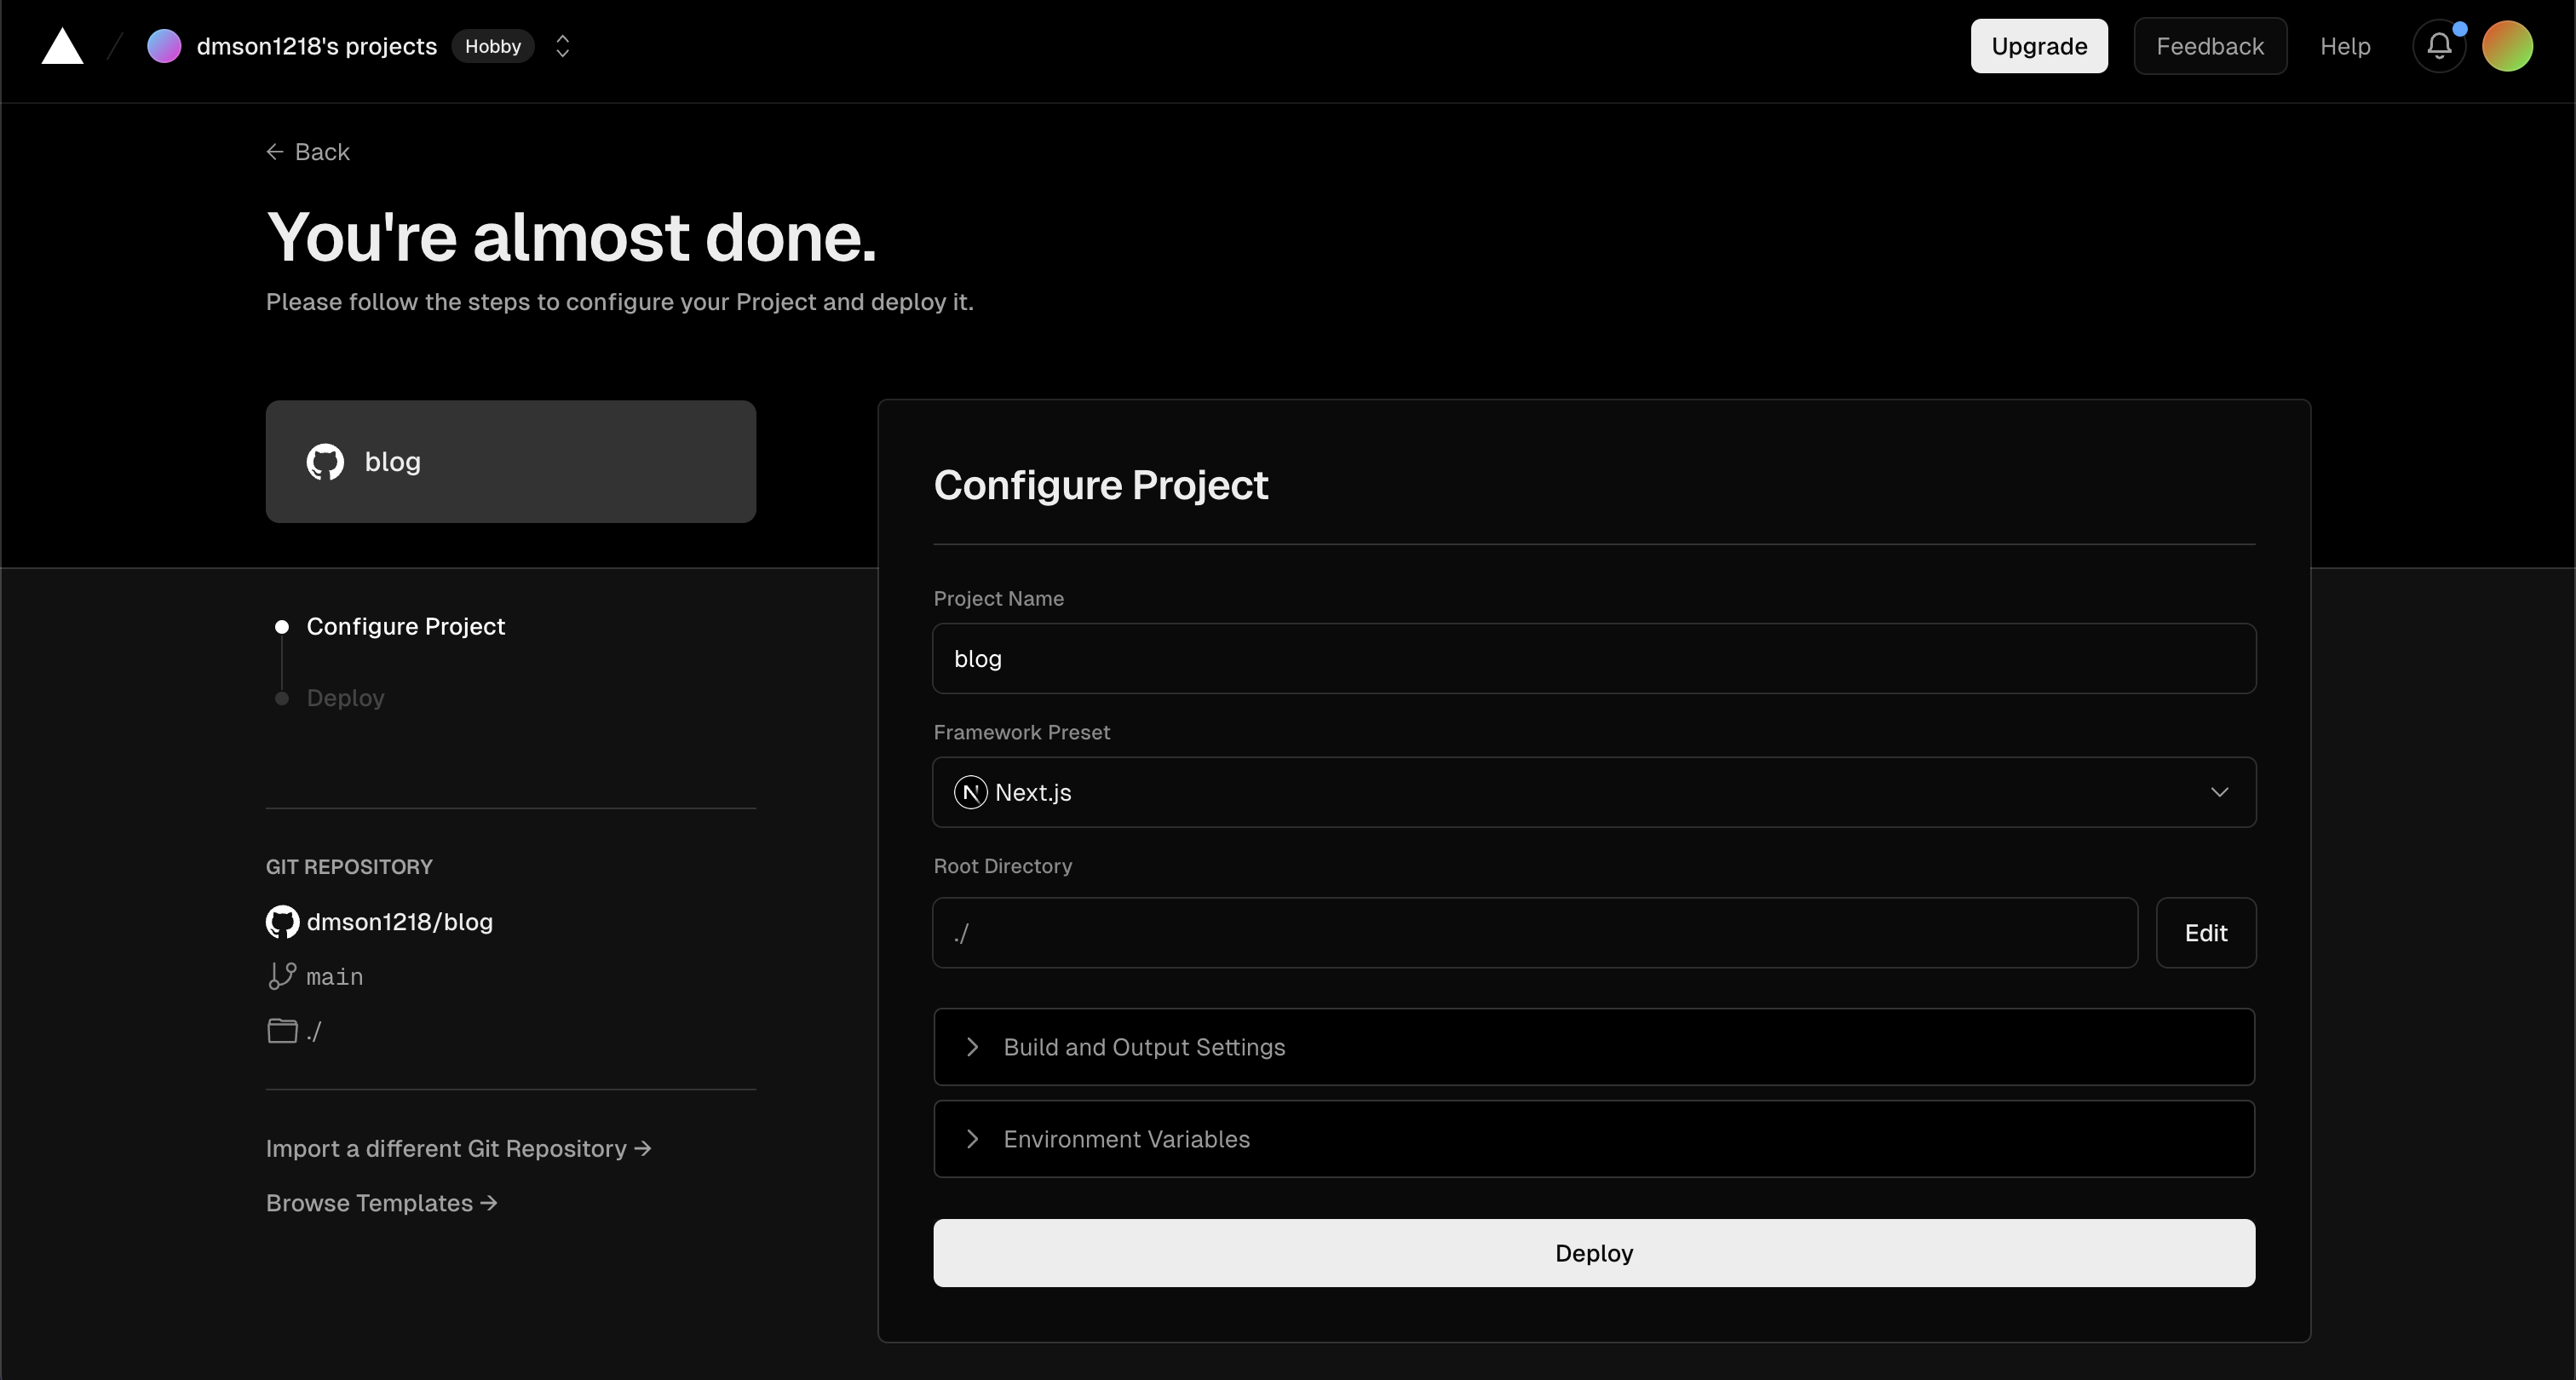 dmson1218's projects Hobby Upgrade Feedback Help
Back
You're almost done.
Please follow the steps to configure your Project and deploy it.
blog
Configure Project
Deploy
GIT REPOSITORY
dmson1218/blog
main
./
Import a different Git Repository →
Browse Templates →
Configure Project
Project Name
blog
Framework Preset
N Next.js
Root Directory
./ Edit
Build and Output Settings
Environment Variables
Deploy